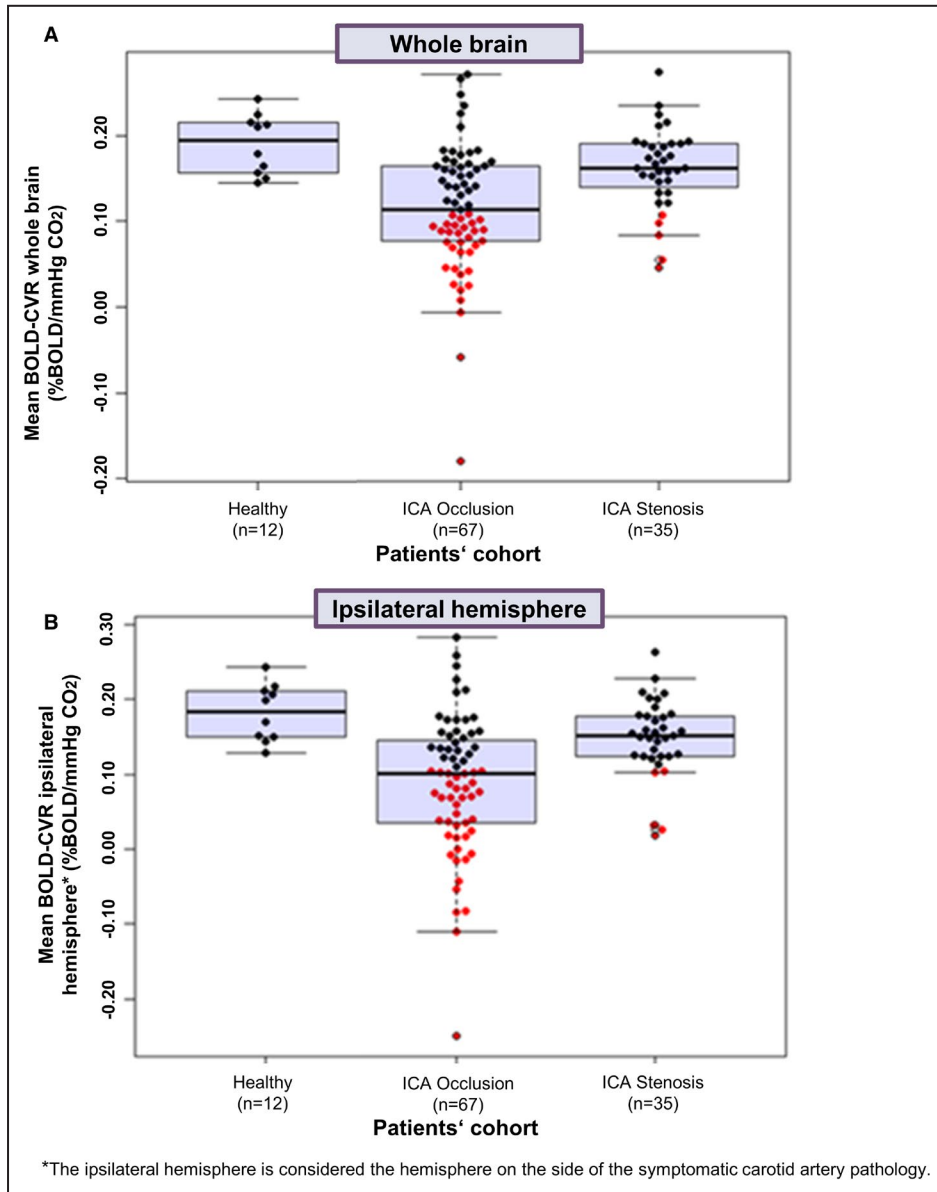 A
Whole brain
Mean BOLD-CVR whole brain
(%BOLD/mmHg CO2)
0.20
0.10
0.00
-0.10
-0.20
Healthy
(n=12)
ICA Occlusion
(n=67)
ICA Stenosis
(n=35)
Patients‘ cohort
B
Ipsilateral hemisphere
Mean BOLD-CVR ipsilateral
hemisphere* (%BOLD/mmHg CO2)
0.30
0.20
0.10
0.00
-0.10
-0.20
Healthy
(n=12)
ICA Occlusion
(n=67)
ICA Stenosis
(n=35)
Patients‘ cohort
*The ipsilateral hemisphere is considered the hemisphere on the side of the symptomatic carotid artery pathology.